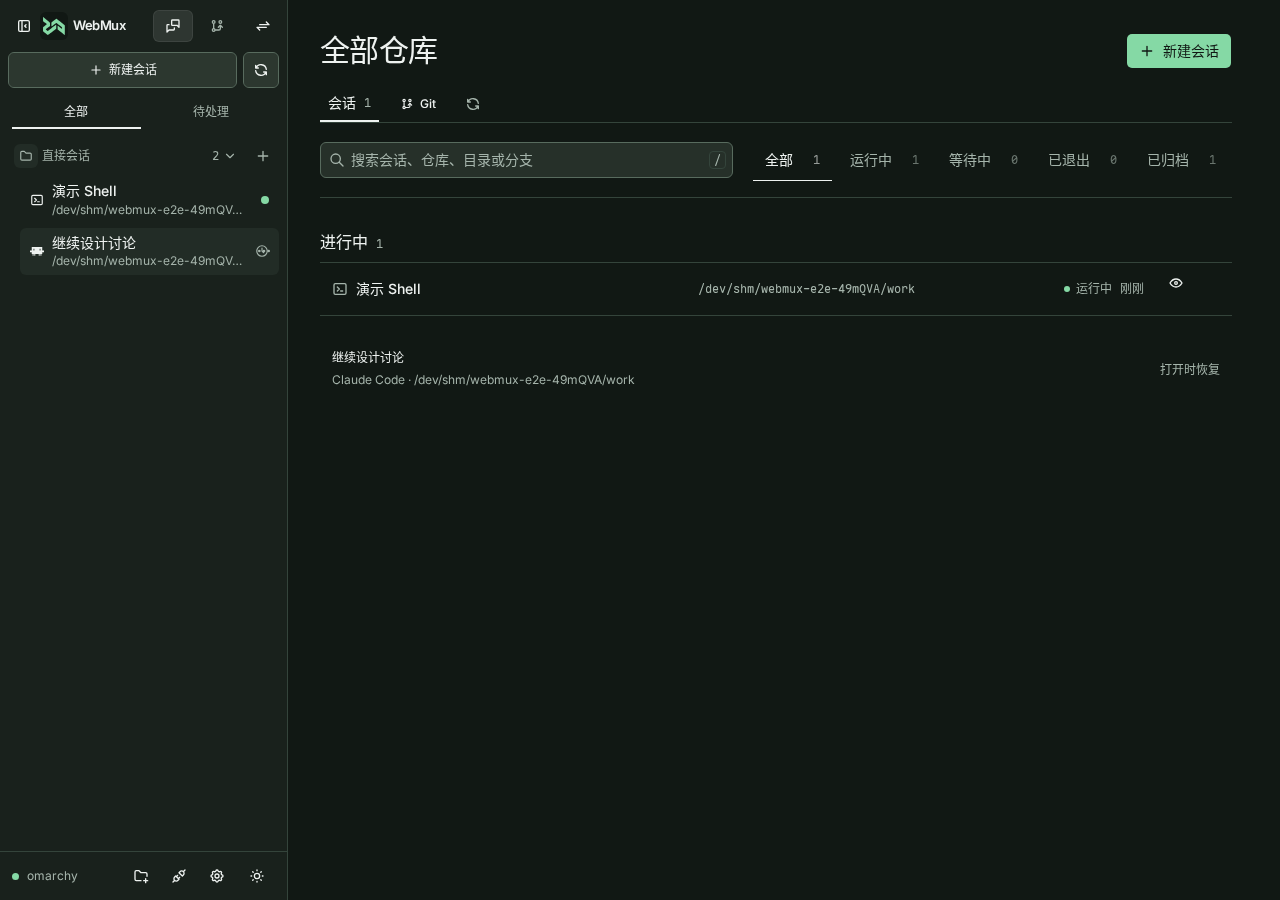 WebMux
新建会话
全部 待处理
直接会话 2
演示 Shell
/dev/shm/webmux-e2e-49mQV...
继续设计讨论
/dev/shm/webmux-e2e-49mQV...
omarchy
全部仓库
新建会话
会话 1 Git
搜索会话、仓库、目录或分支 /
全部 1 运行中 1 等待中 0 已退出 0 已归档 1
进行中 1
演示 Shell /dev/shm/webmux-e2e-49mQVA/work 运行中 刚刚
继续设计讨论
Claude Code · /dev/shm/webmux-e2e-49mQVA/work
打开时恢复